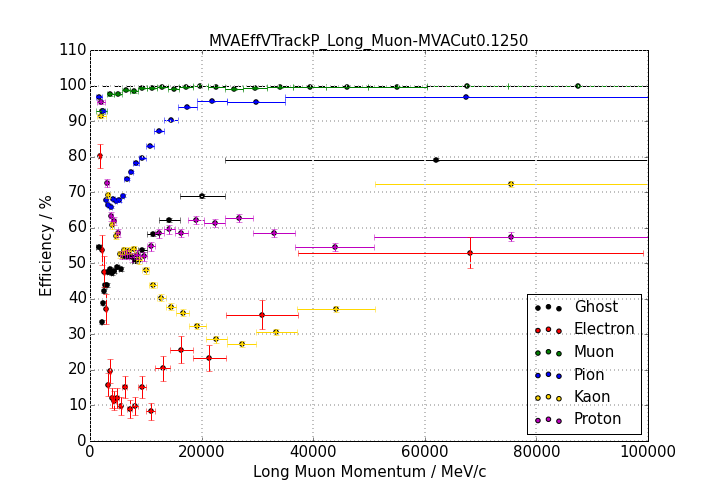 MVAEffVTrackP_Long_Muon-MVACut0.1250
110
100
90
80
70
60
50
40
30
20
10
0
Efficiency / %
0 20000 40000 60000 80000 100000
Long Muon Momentum / MeV/c
Ghost
Electron
Muon
Pion
Kaon
Proton